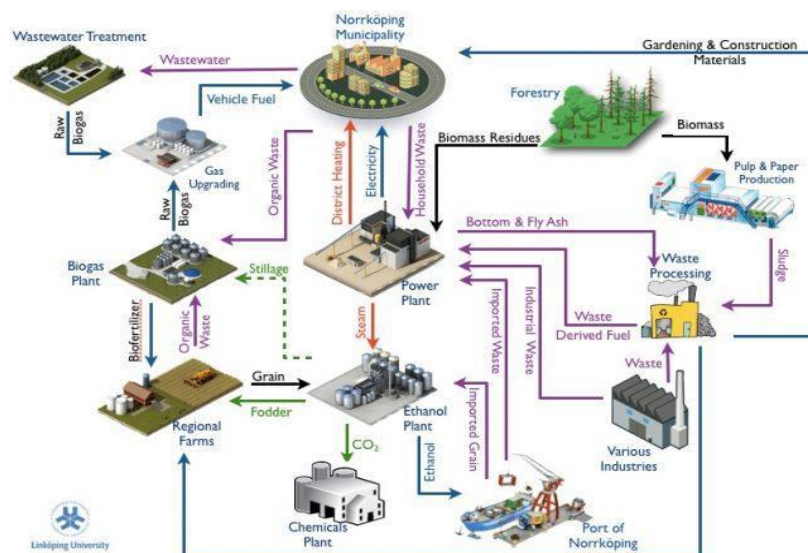 Wastewater Treatment
Norrköping
Municipality
Wastewater
Gardening & Construction
Materials
Vehicle Fuel
Forestry
Raw
Biogas
Gas
Upgrading
Organic Waste
District Heating
Electricity
Household Waste
Biomass Residues
Biomass
Pulp & Paper
Production
Raw
Biogas
Bottom & Fly Ash
Waste
Processing
Sludge
Biogas
Plant
Stillage
Power
Plant
Biofertilizer
Organic
Waste
Steam
Imported Waste
Industrial Waste
Waste
Derived Fuel
Waste
Grain
Fodder
Regional
Farms
Ethanol
Plant
Imported Grain
Various
Industries
CO₂
Ethanol
Chemicals
Plant
Port of
Norrköping
Linköping University